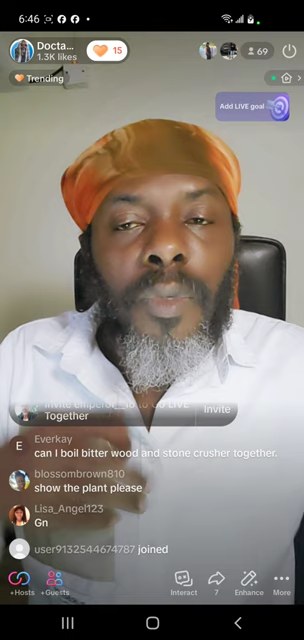 6:46
Docta...
1.3K likes
15
69
Trending
Add LIVE goal
Together
Invite
E
Everkay
can I boil bitter wood and stone crusher together.
blossombrown810
show the plant please
Lisa_Angel123
Gn
user9132544674787 joined
+Hosts
+Guests
Interact
7
Enhance
More